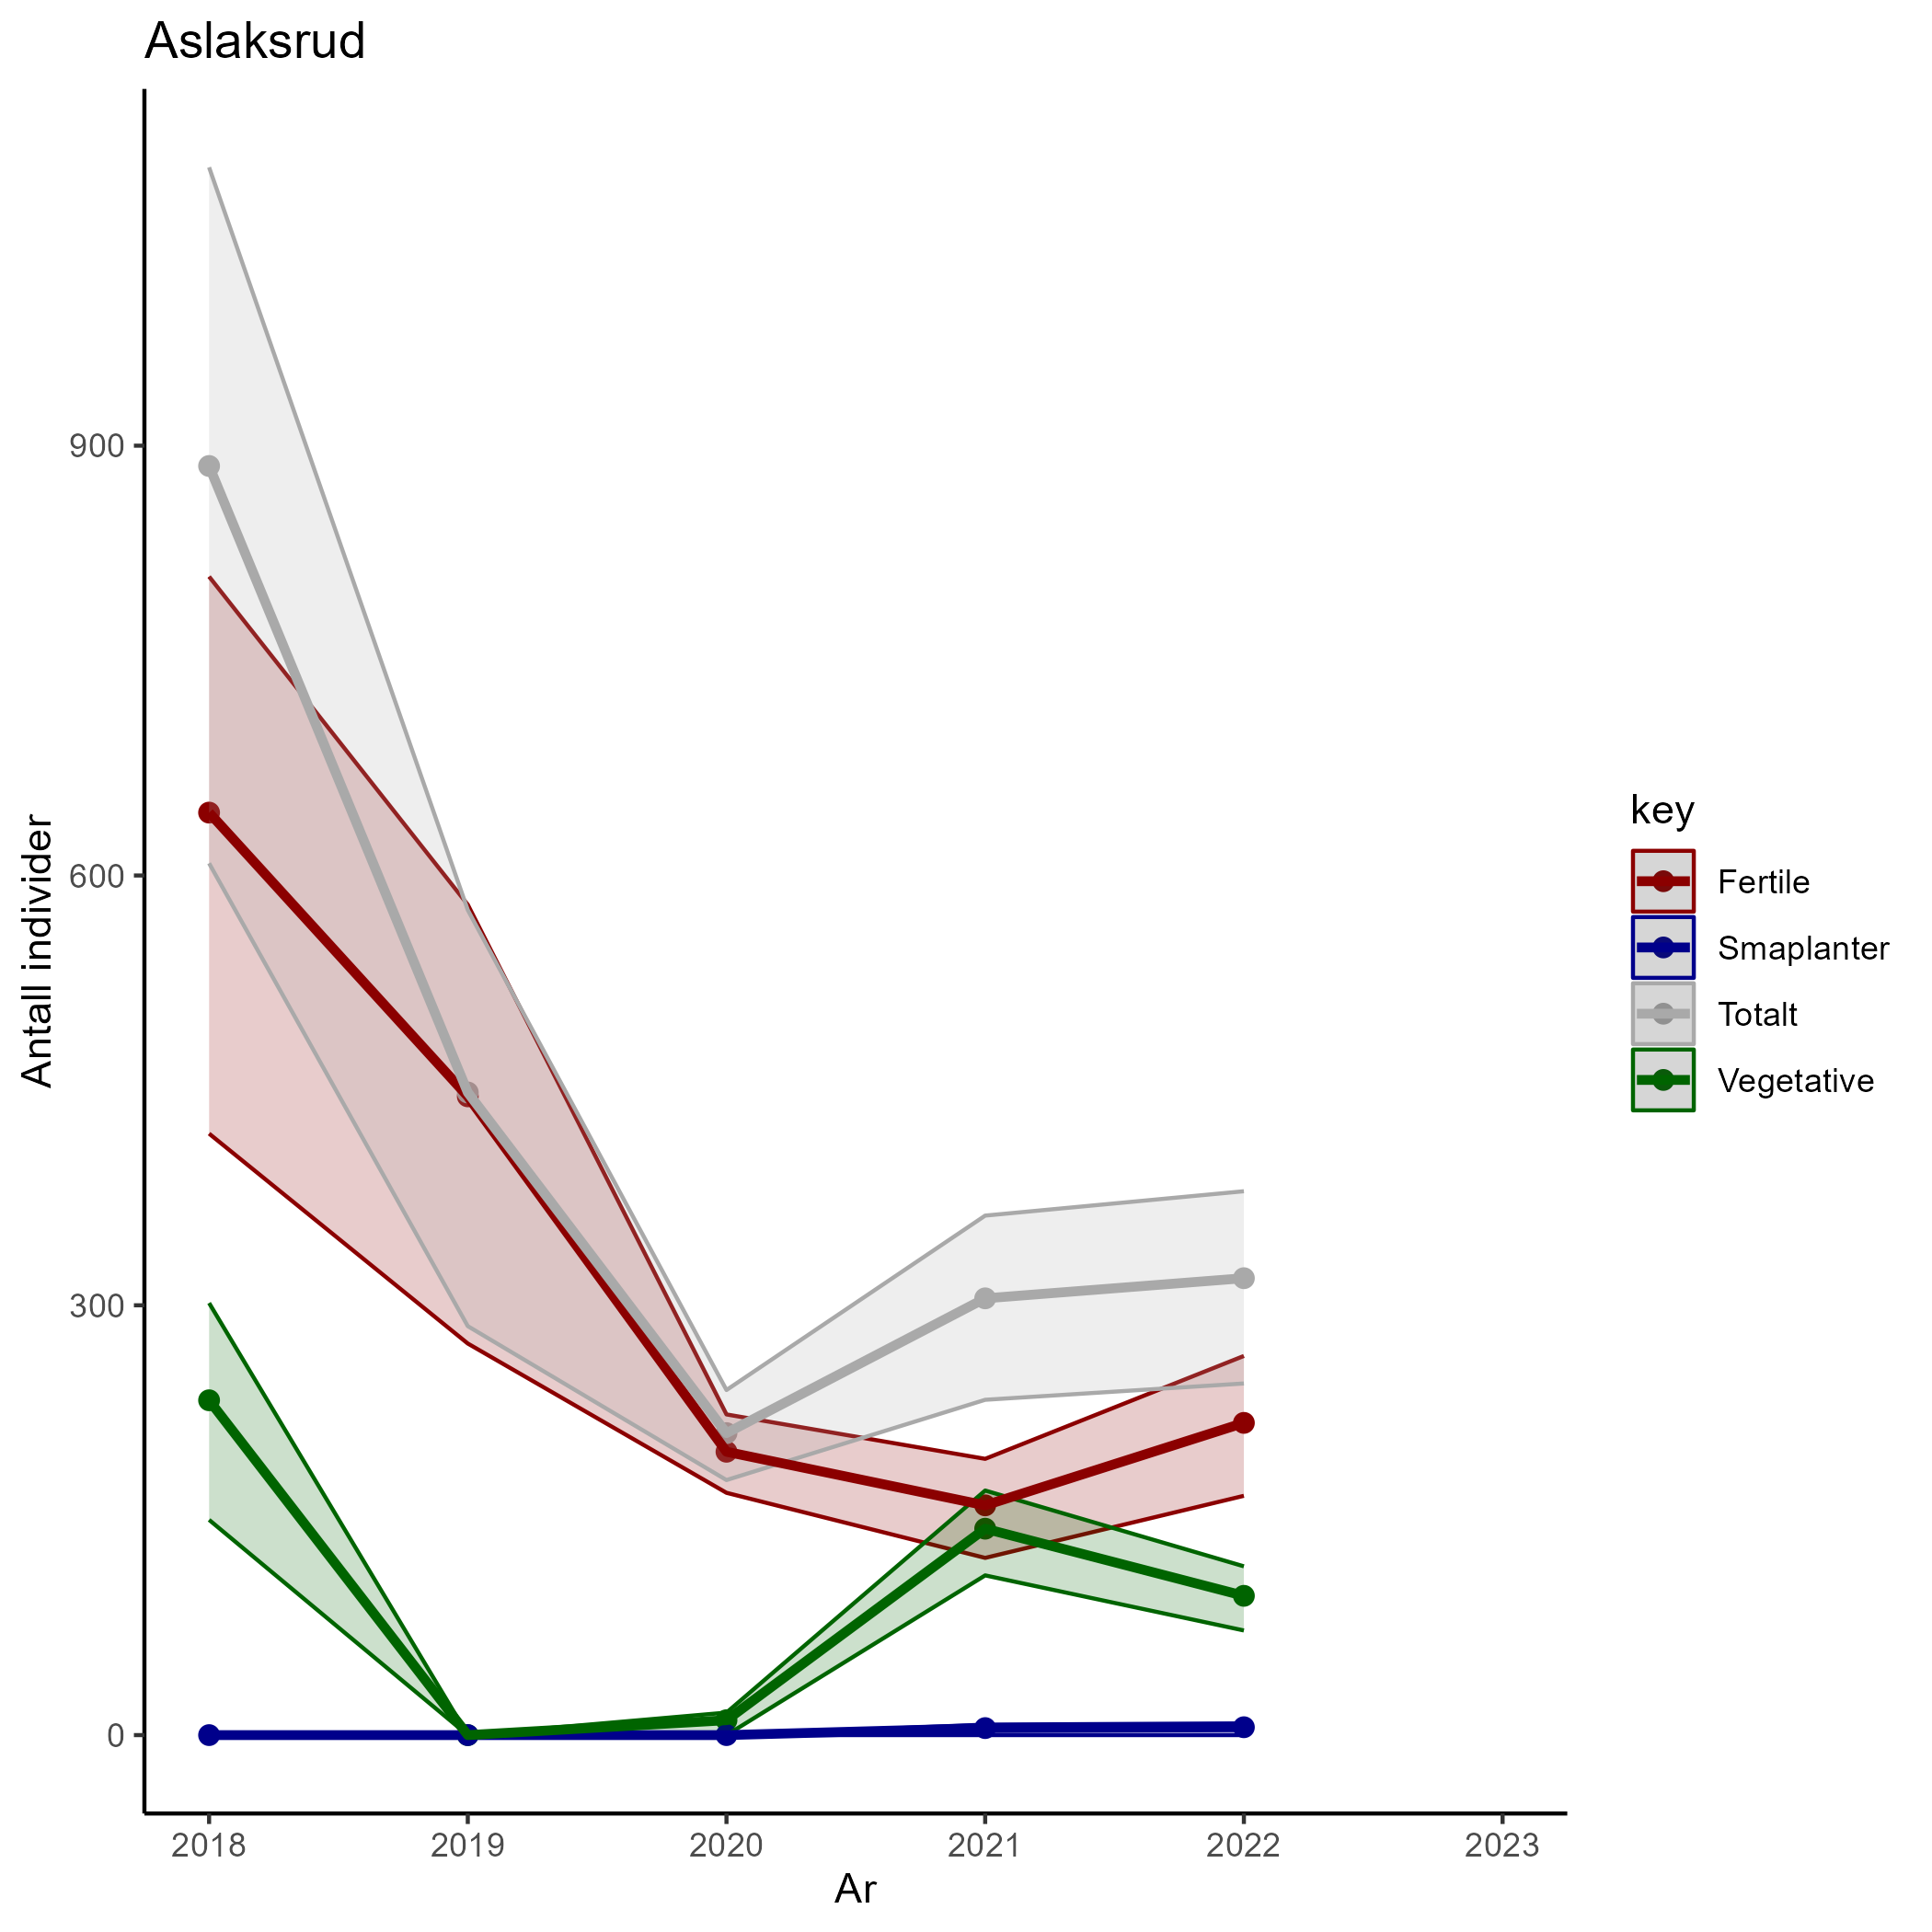 Aslaksrud
Antall individer
900
600
300
0
2018 2019 2020 2021 2022 2023
Ar
key
Fertile
Smaplanter
Totalt
Vegetative